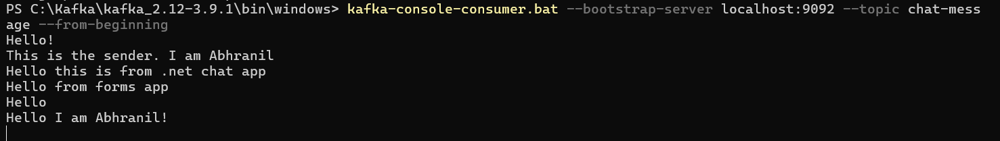 PS C:\kafka\kafka_2.12-3.9.1\bin\windows> kafka-console-consumer.bat --bootstrap-server localhost:9092 --topic chat-mess
age --from-beginning
Hello!
This is the sender. I am Abhranil
Hello this is from .net chat app
Hello from forms app
Hello
Hello I am Abhranil!